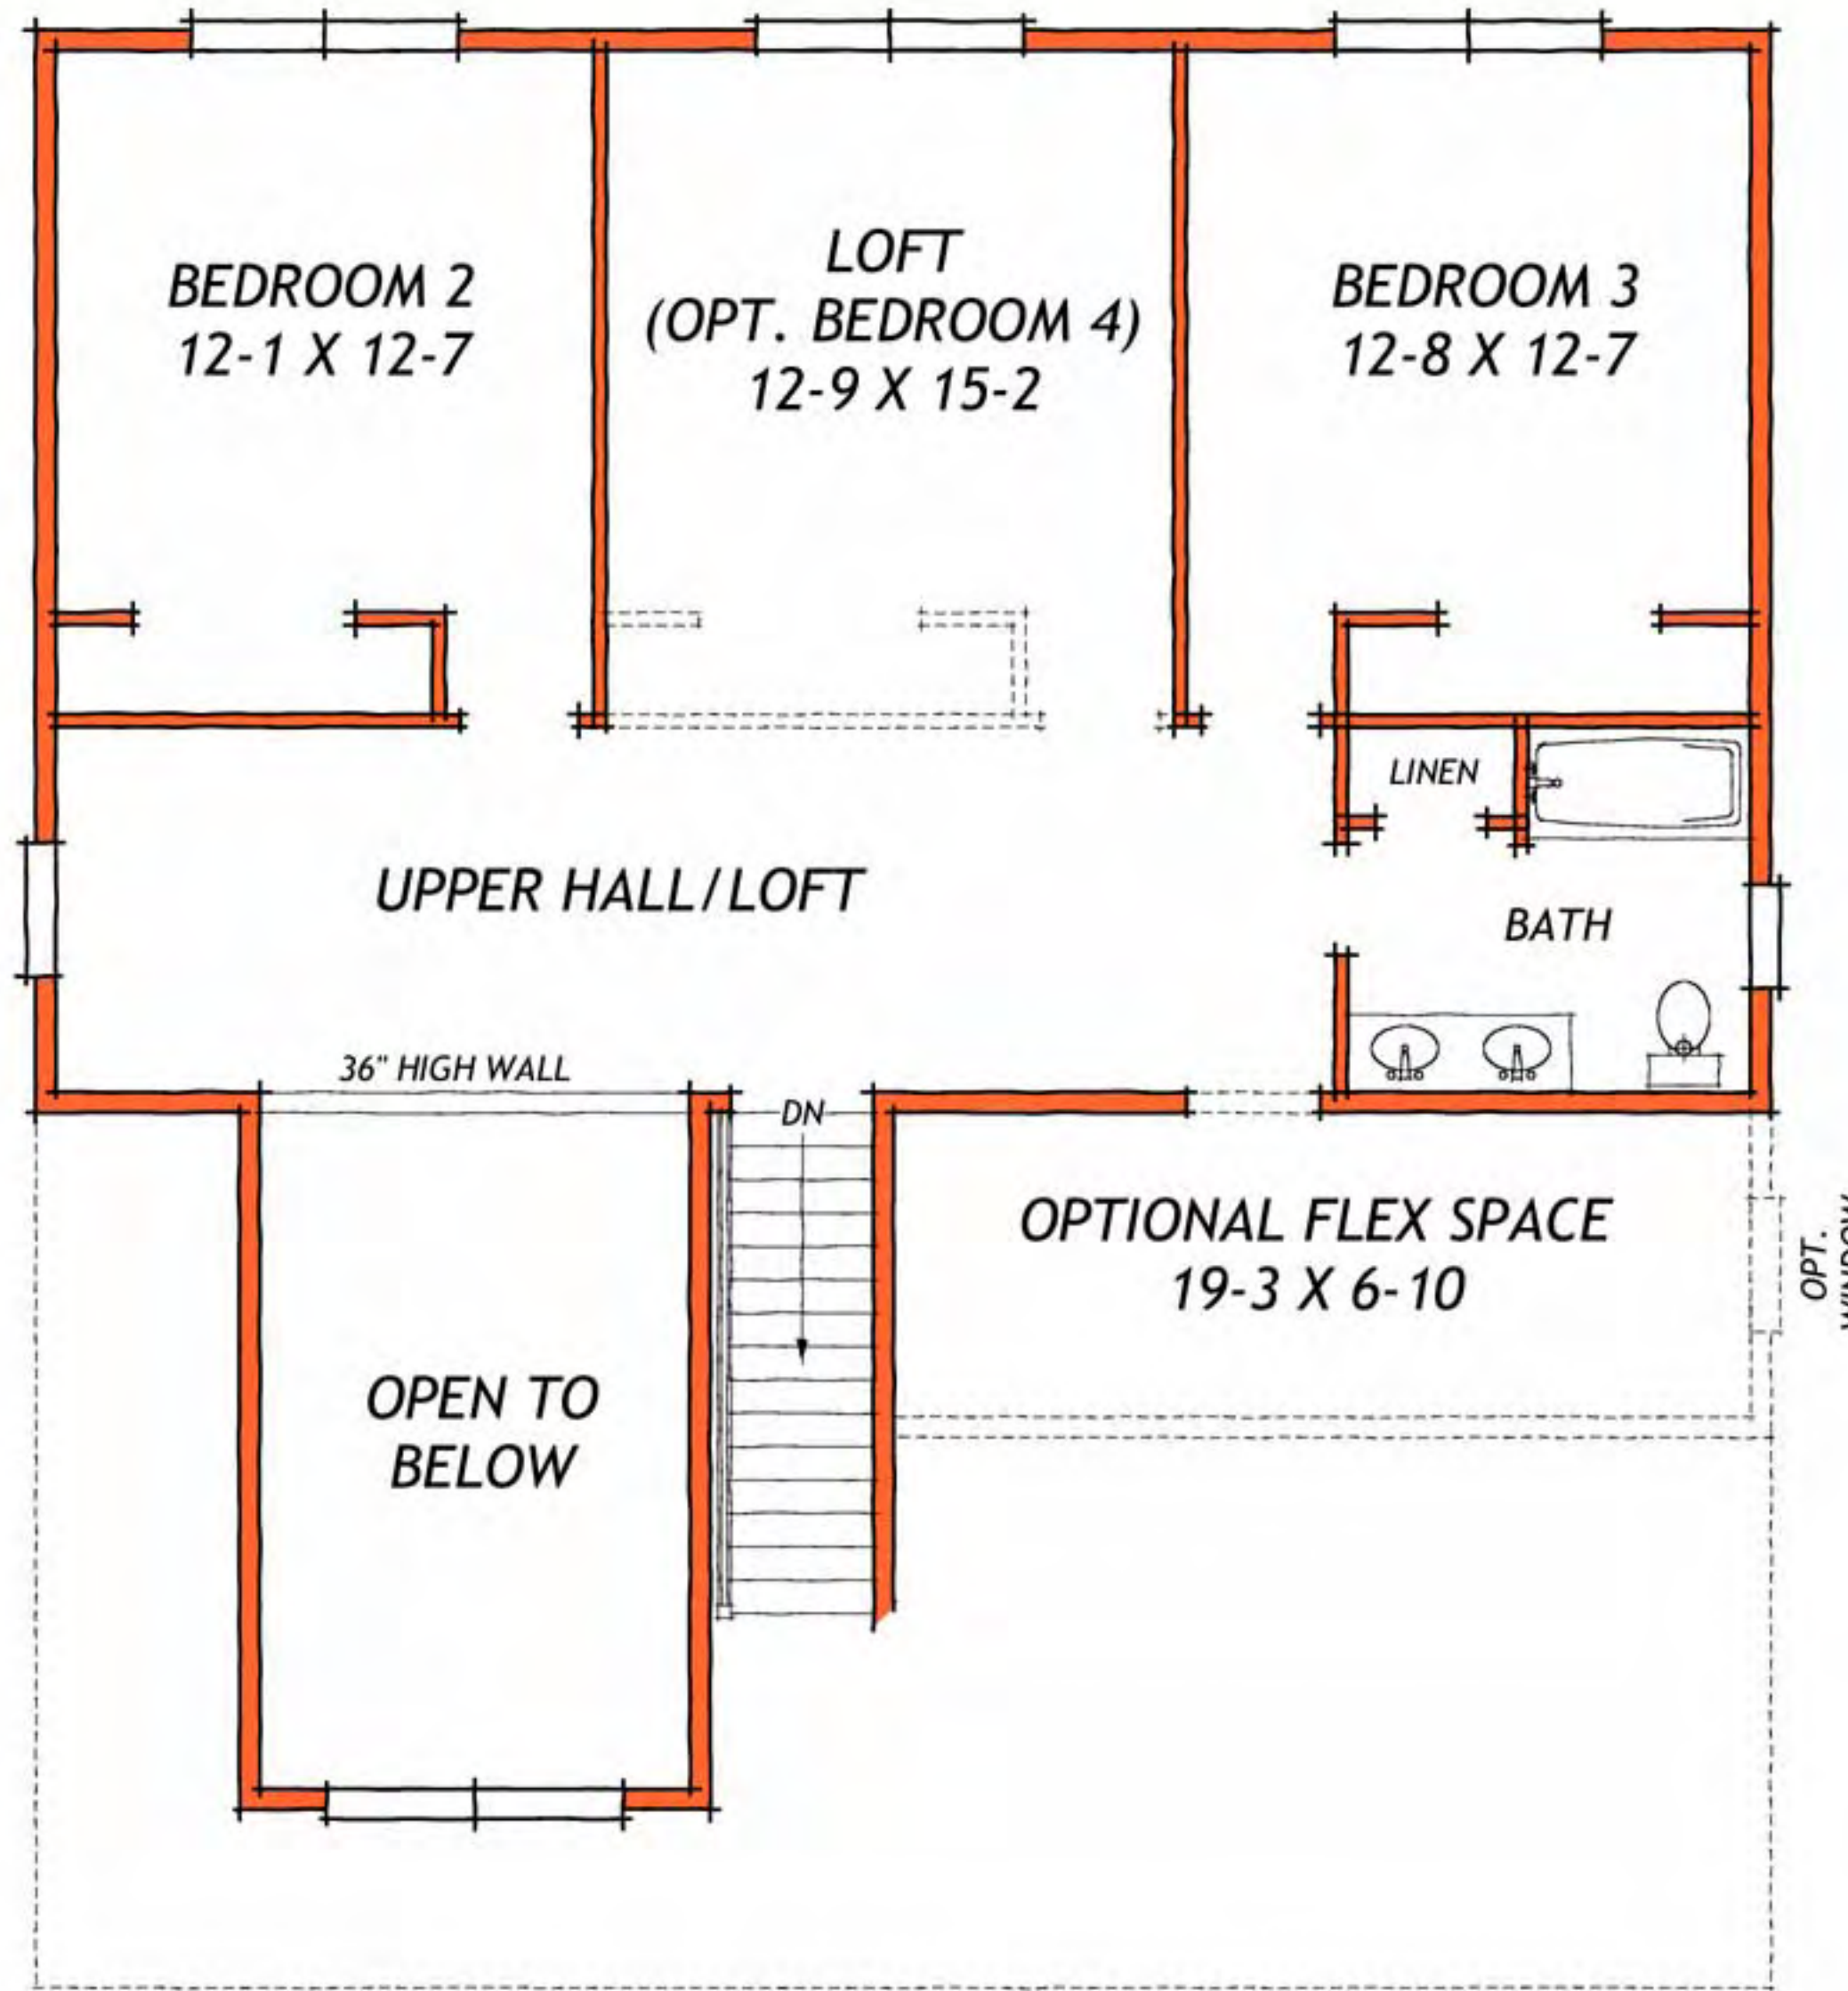 BEDROOM 2
12-1 X 12-7
LOFT
(OPT. BEDROOM 4)
12-9 X 15-2
BEDROOM 3
12-8 X 12-7
LINEN
UPPER HALL/LOFT
BATH
36" HIGH WALL
DN
OPTIONAL FLEX SPACE
19-3 X 6-10
OPT.
WINDOW
OPEN TO
BELOW